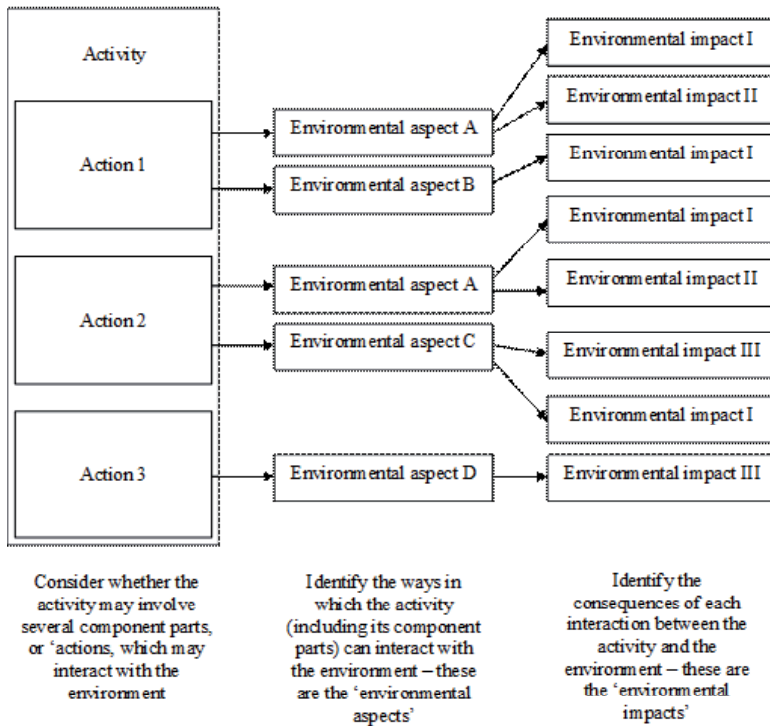 Activity
Action 1
Action 2
Action 3
Environmental aspect A
Environmental aspect B
Environmental aspect A
Environmental aspect C
Environmental aspect D
Environmental impact I
Environmental impact II
Environmental impact I
Environmental impact I
Environmental impact II
Environmental impact III
Environmental impact I
Environmental impact III
Consider whether the
activity may involve
several component parts,
or ‘actions, which may
interact with the
environment
Identify the ways in
which the activity
(including its component
parts) can interact with
the environment – these
are the ‘environmental
aspects’
Identify the
consequences of each
interaction between the
activity and the
environment – these are
the ‘environmental
impacts’